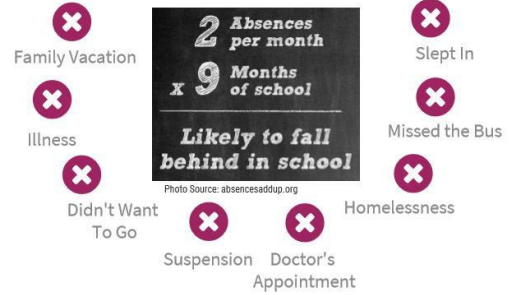 2 Absences
per month
x 9 Months
of school
Likely to fall
behind in school
Photo Source: absencesaddup.org
Family Vacation
Illness
Didn't Want
To Go
Suspension
Doctor's
Appointment
Homelessness
Missed the Bus
Slept In